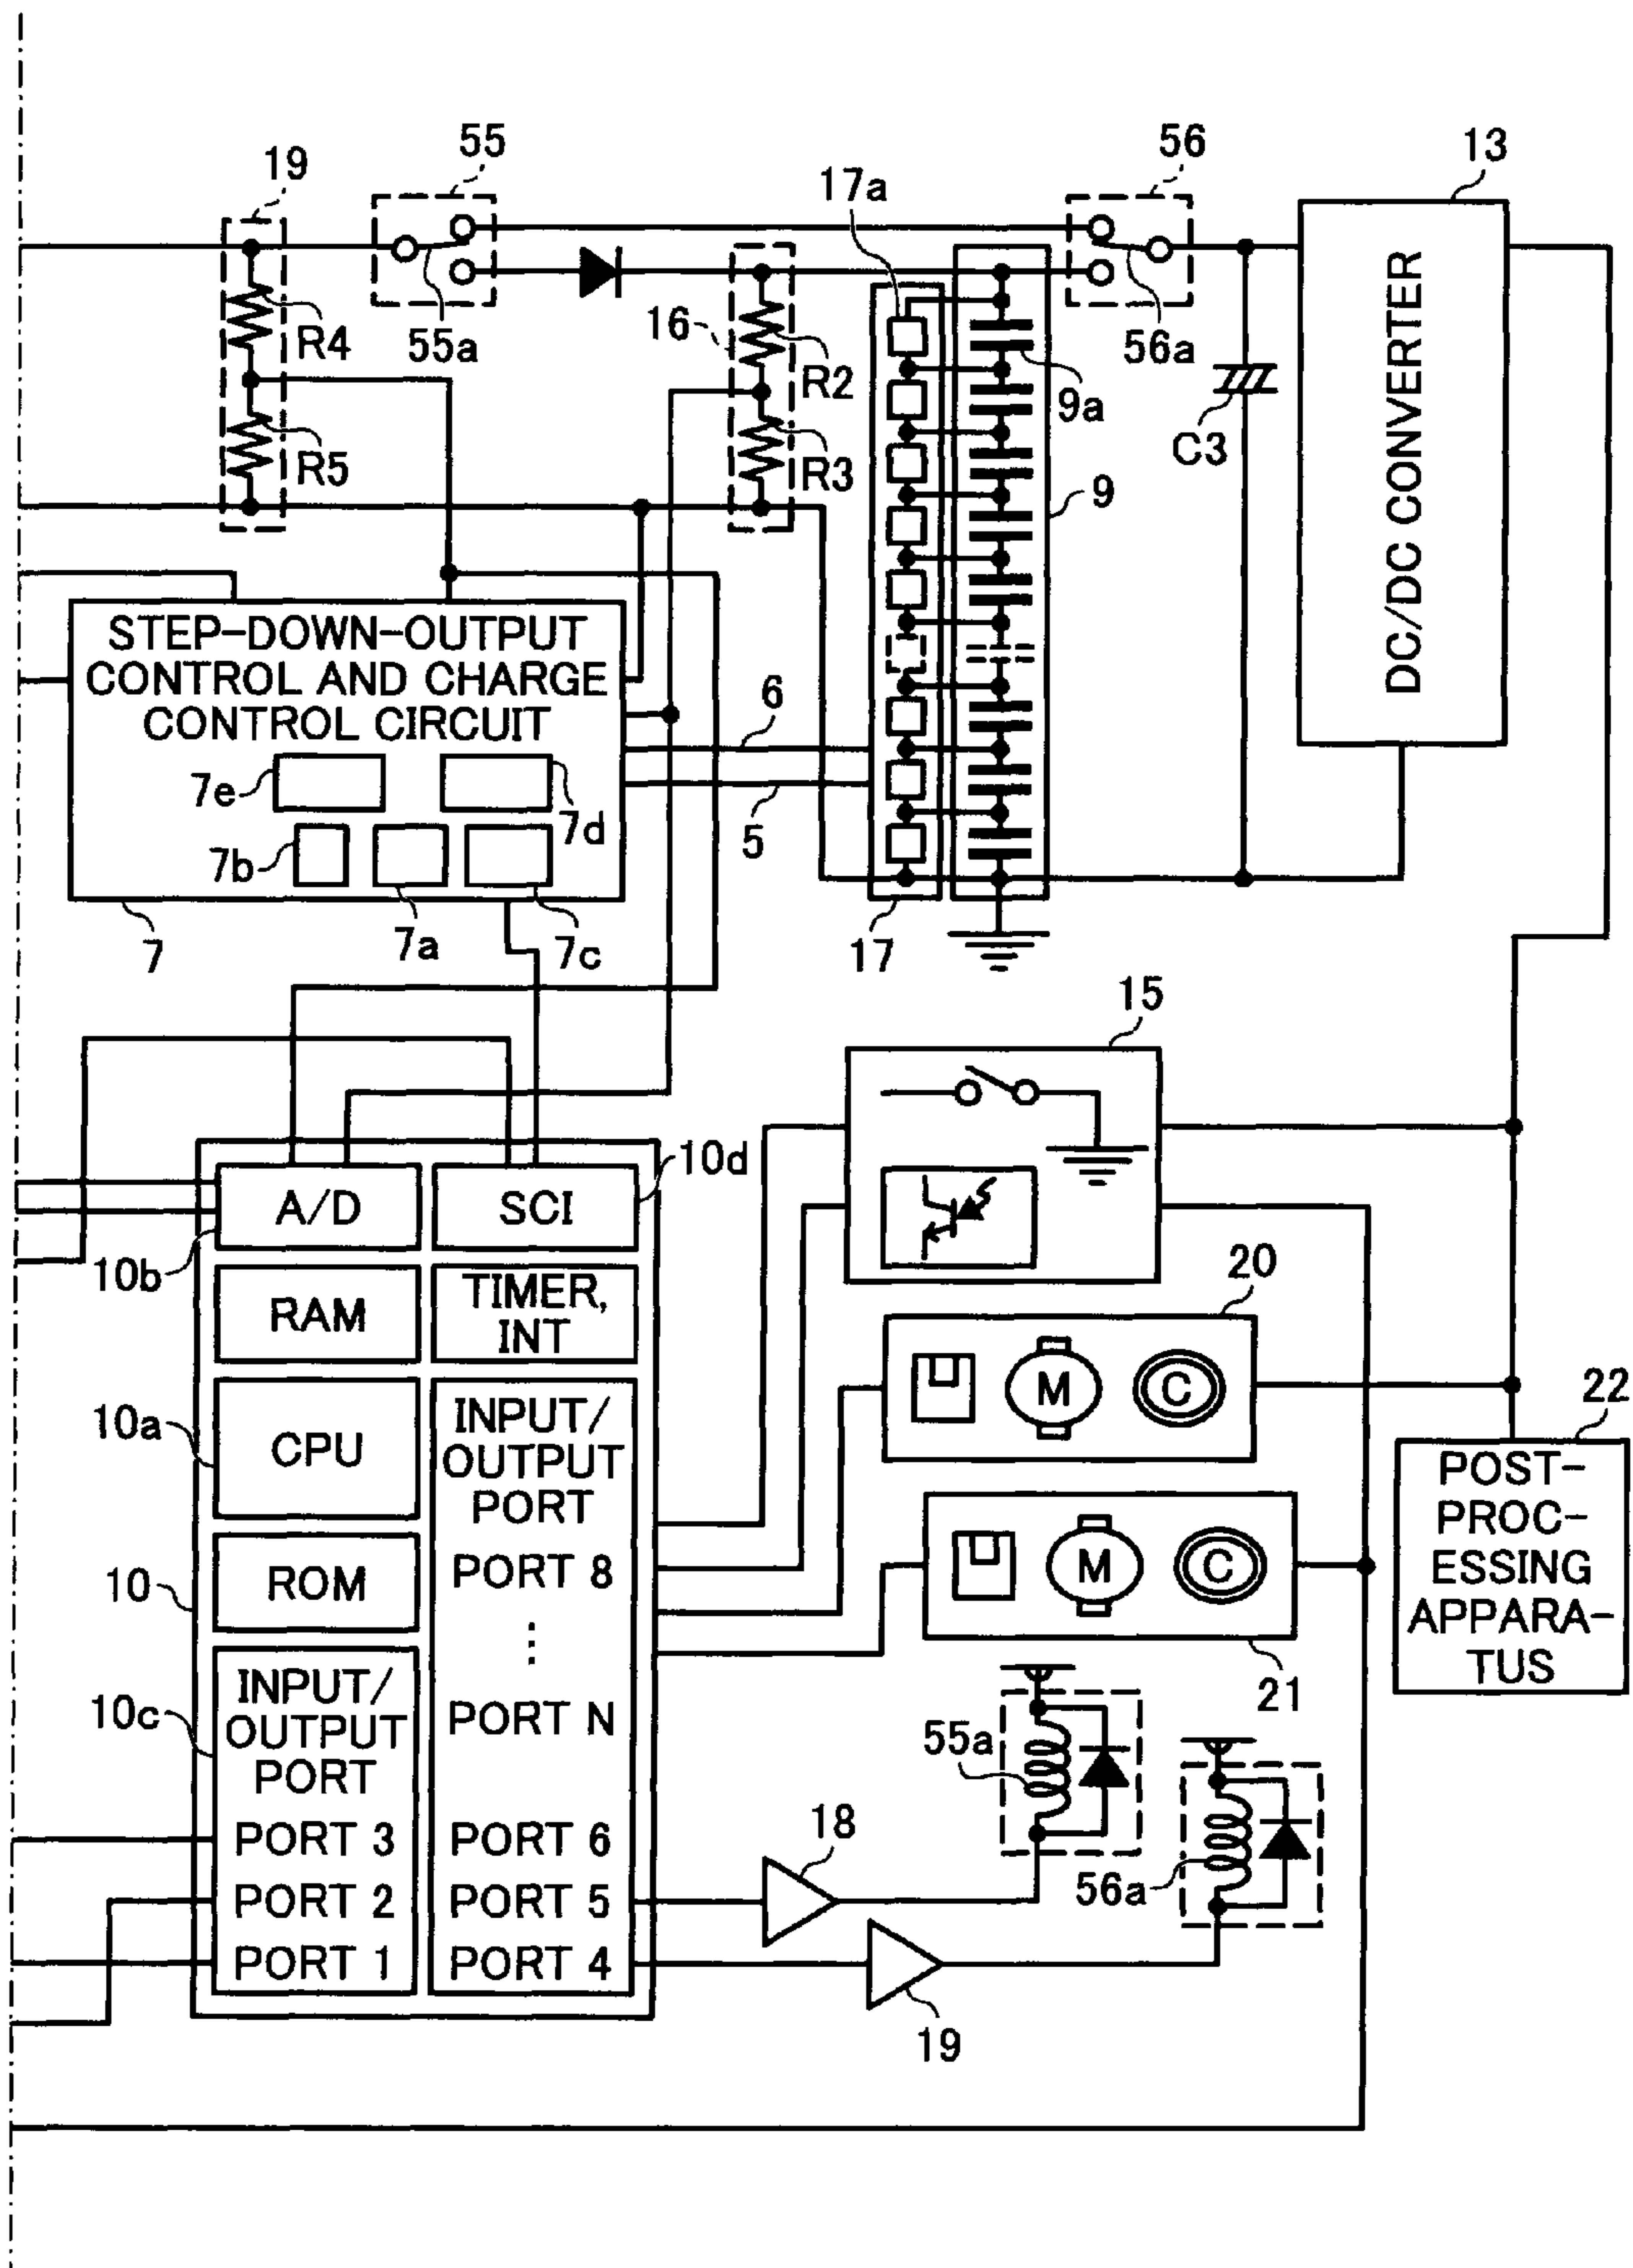 55
56
13
19
17a
55a
56a
16
R4
R2
9a
C3
R5
R3
9
DC/DC CONVERTER
STEP-DOWN-OUTPUT
CONTROL AND CHARGE
CONTROL CIRCUIT
6
7e
7d
5
7b
7
7a
7c
17
15
10d
A/D
SCI
10b
20
RAM
TIMER,
INT
M
C
22
10a
CPU
INPUT/
OUTPUT
PORT
POST-
PROC-
ESSING
APPARA-
TUS
M
C
10
ROM
PORT 8
⋮
21
10c
INPUT/
OUTPUT
PORT
PORT N
55a
18
56a
PORT 3
PORT 6
PORT 2
PORT 5
PORT 1
PORT 4
19